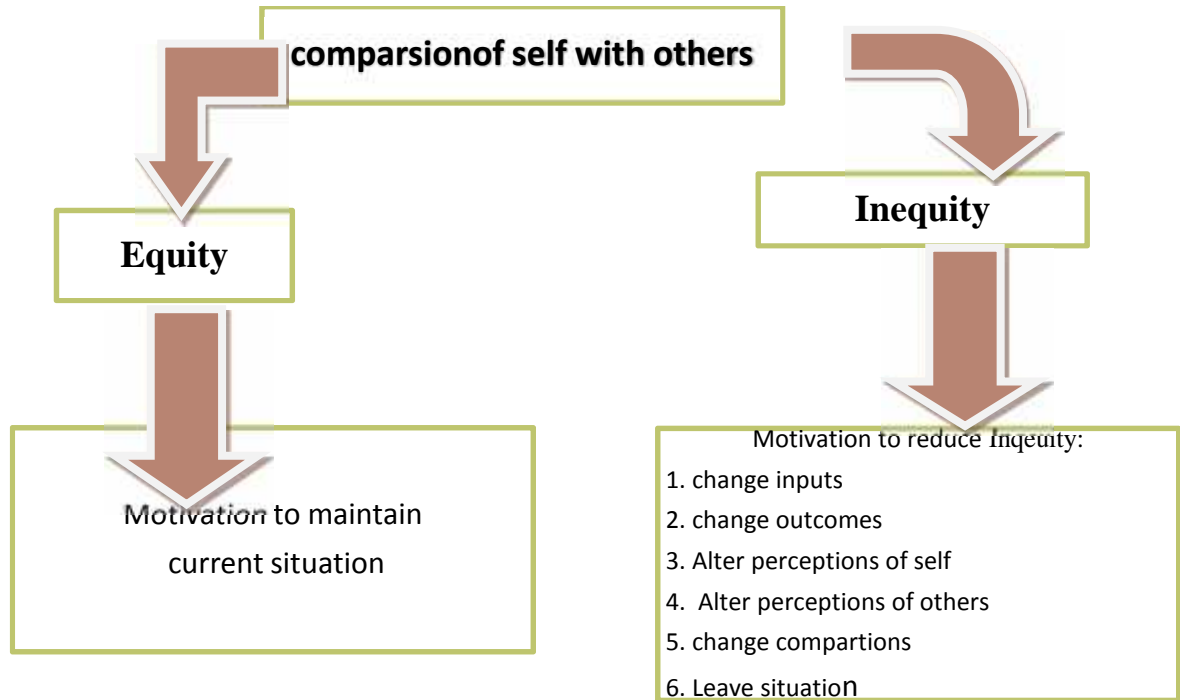 comparsionof self with others
Equity
Inequity
Motivation to maintain
current situation
Motivation to reduce Inqeuity:
1. change inputs
2. change outcomes
3. Alter perceptions of self
4. Alter perceptions of others
5. change compartions
6. Leave situation